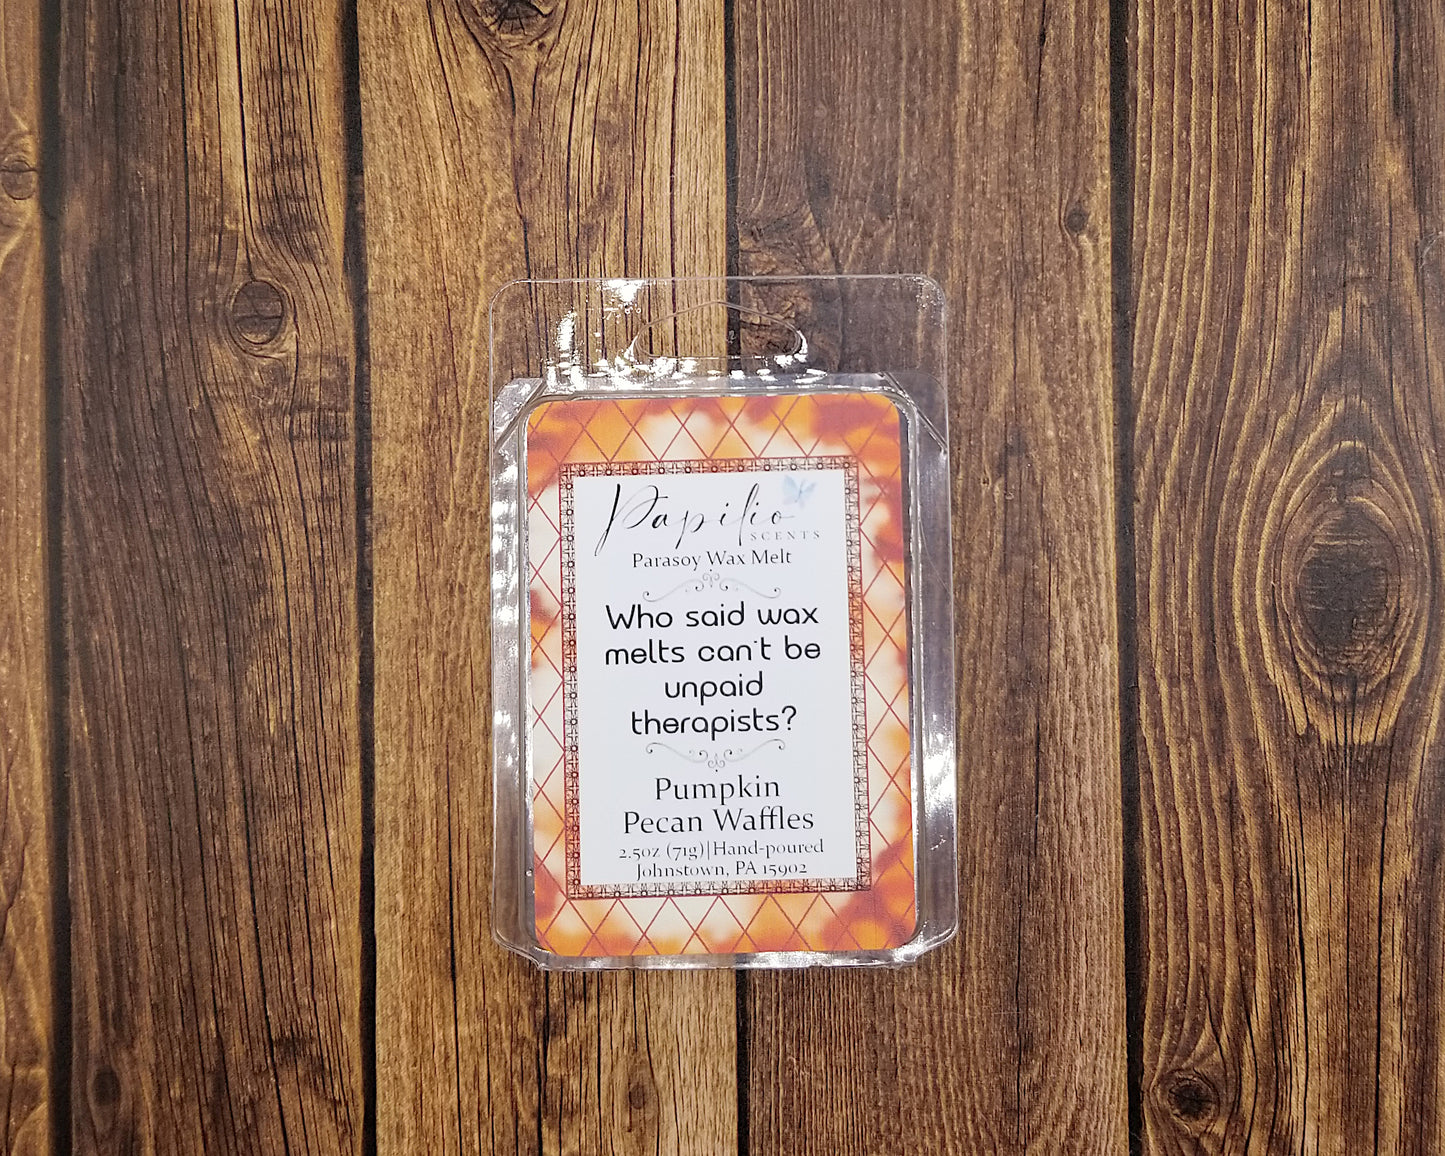 Papilio
SCENTS
Parasoy Wax Melt
Who said wax
melts can't be
unpaid
therapists?
Pumpkin
Pecan Waffles
2.5oz (71g)|Hand-poured
Johnstown, PA 15902